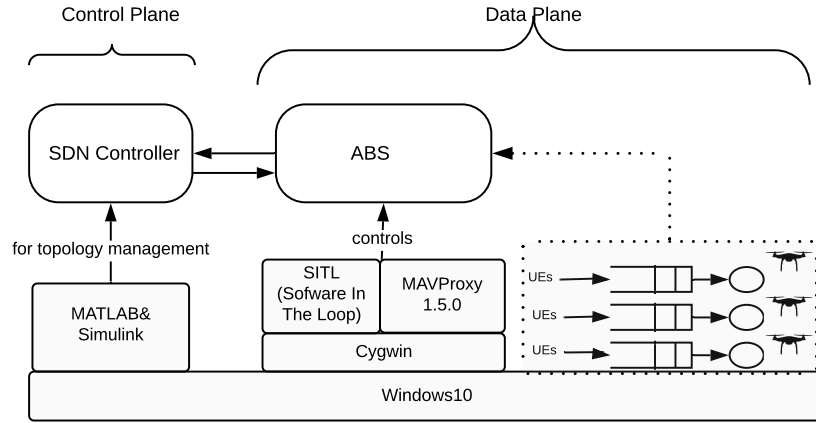 Control Plane
Data Plane
SDN Controller
ABS
for topology management
controls
MATLAB&
Simulink
SITL
(Sofware In
The Loop)
MAVProxy
1.5.0
Cygwin
UEs
UEs
UEs
Windows10